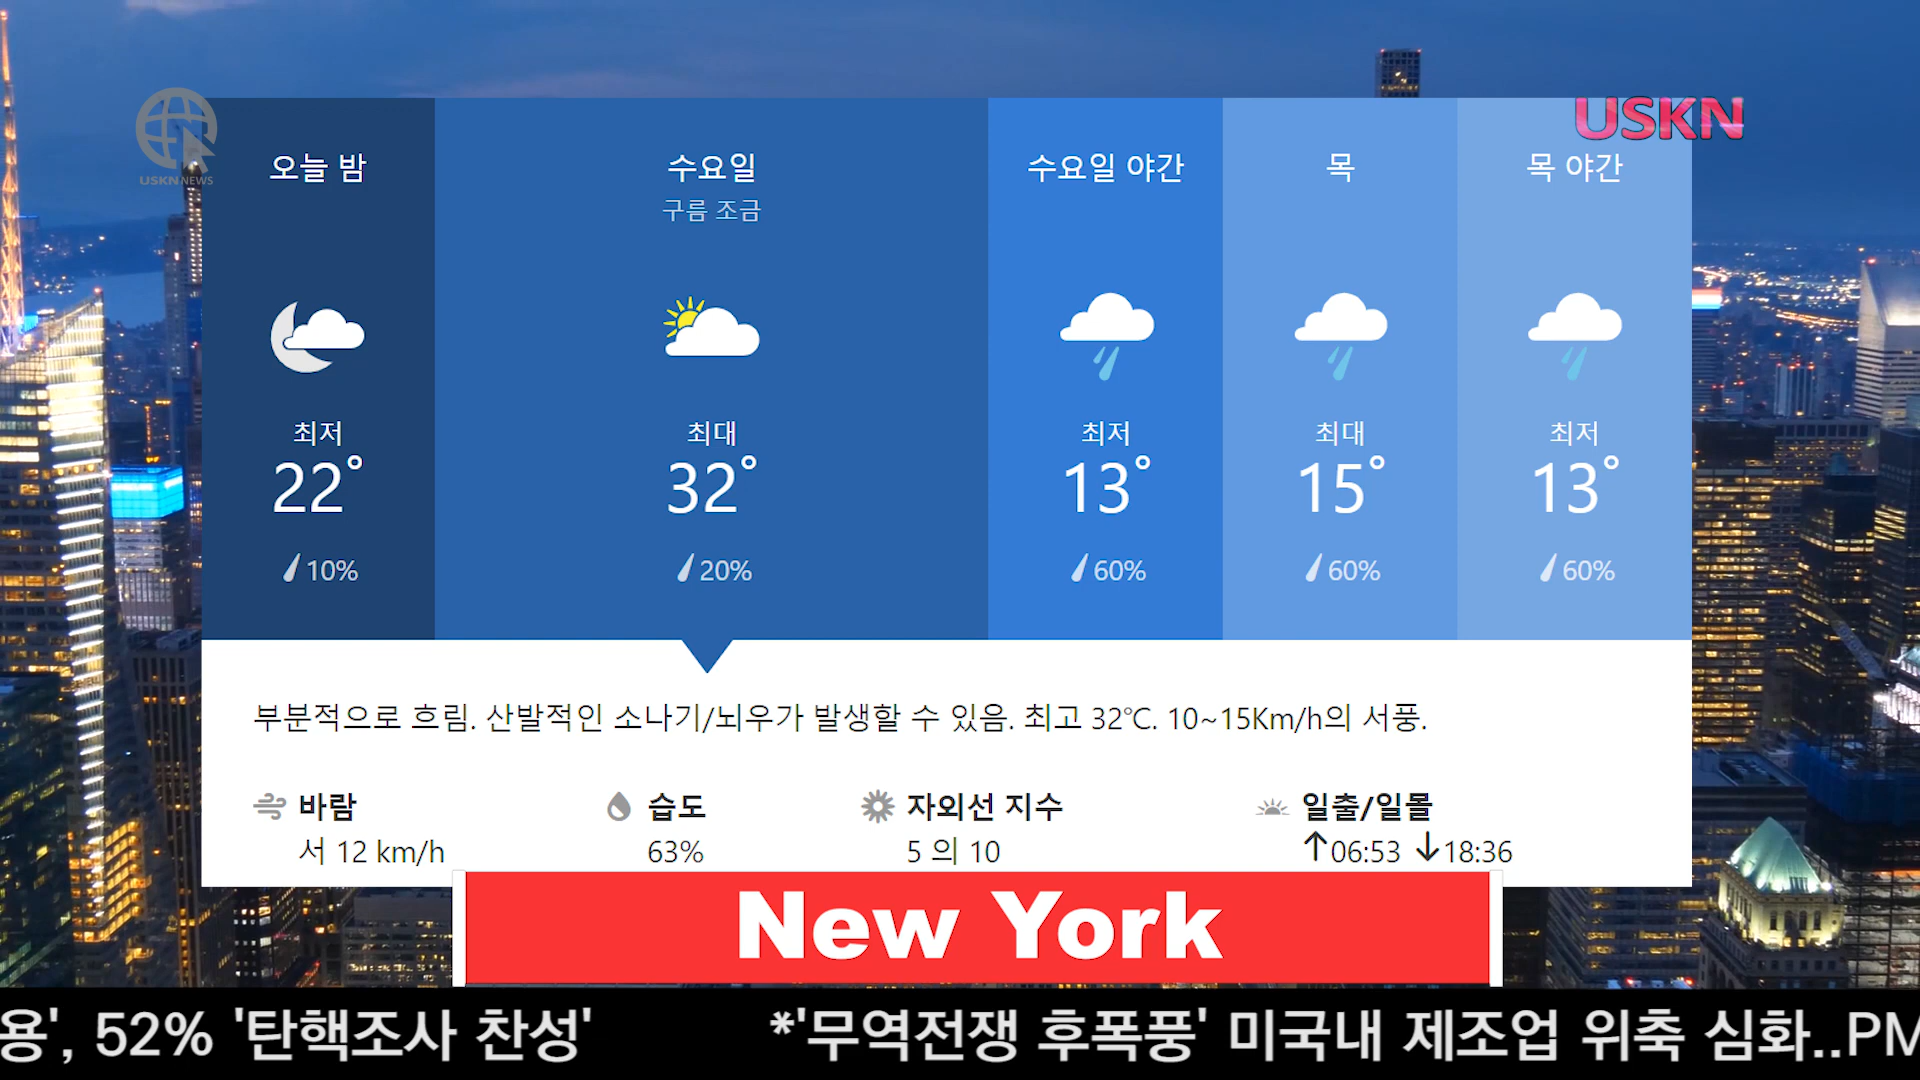 USKN NEWS
USKN
오늘 밤
수요일
구름 조금
수요일 야간
목
목 야간
최저
22°
10%
최대
32°
20%
최저
13°
60%
최대
15°
60%
최저
13°
60%
부분적으로 흐림. 산발적인 소나기/뇌우가 발생할 수 있음. 최고 32℃. 10~15Km/h의 서풍.
바람
서 12 km/h
습도
63%
자외선 지수
5 의 10
일출/일몰
↑06:53 ↓18:36
New York
용', 52% '탄핵조사 찬성' *'무역전쟁 후폭풍' 미국내 제조업 위축 심화..PM